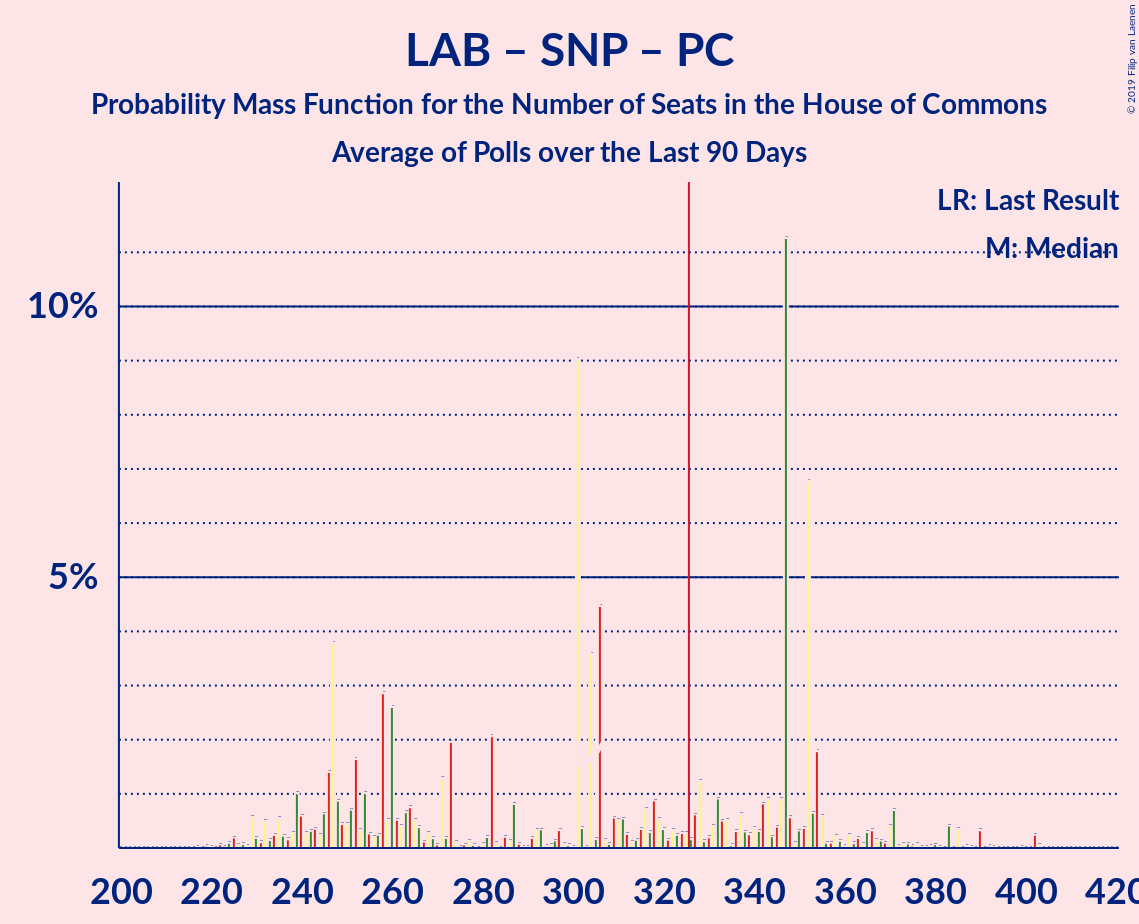 LAB – SNP – PC
Probability Mass Function for the Number of Seats in the House of Commons
Average of Polls over the Last 90 Days
© 2019 Filip van Laenen
LR: Last Result
M: Median
10%
5%
200 220 240 260 280 300 320 340 360 380 400 420